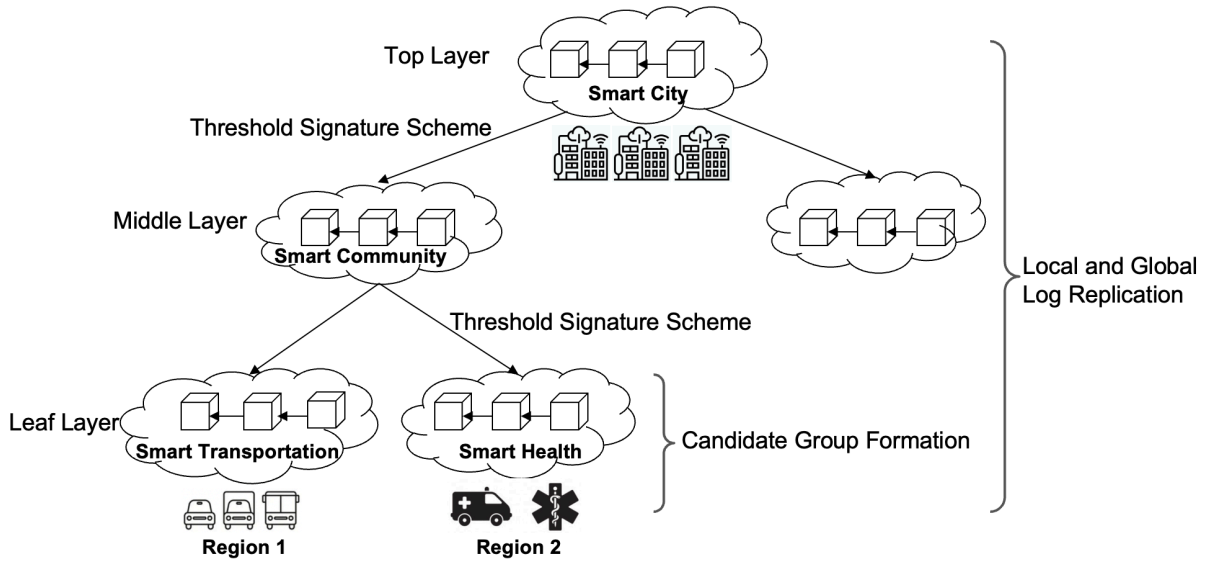 Top Layer
Smart City
Threshold Signature Scheme
Middle Layer
Smart Community
Local and Global
Log Replication
Threshold Signature Scheme
Leaf Layer
Smart Transportation
Smart Health
Candidate Group Formation
Region 1
Region 2